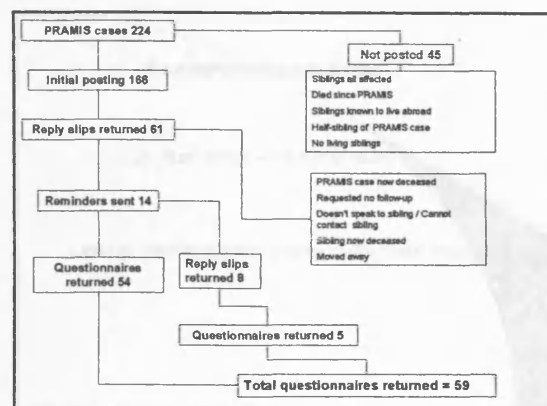 PRAMIS cases 224
Not posted 45
Initial posting 166
Siblings all affected
Died since PRAMIS
Siblings known to live abroad
Half-sibling of PRAMIS case
No living siblings
Reply slips returned 61
PRAMIS case now deceased
Requested no follow-up
Doesn't speak to sibling / Cannot
contact sibling
Sibling now deceased
Moved away
Reminders sent 14
Questionnaires
returned 54
Reply slips
returned 8
Questionnaires returned 5
Total questionnaires returned = 59